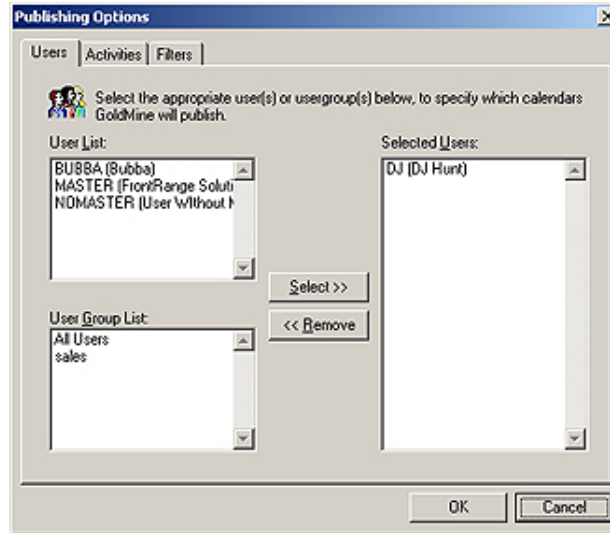 Publishing Options
Users
Activities
Filters
Select the appropriate user(s) or usergroup(s) below, to specify which calendars
GoldMine will publish.
User List:
Selected Users:
BUBBA (Bubba)
MASTER (FrontRange Soluti
NOMASTER (User WIthout M
DJ (DJ Hunt)
Select >>
<< Remove
User Group List:
All Users
sales
OK
Cancel